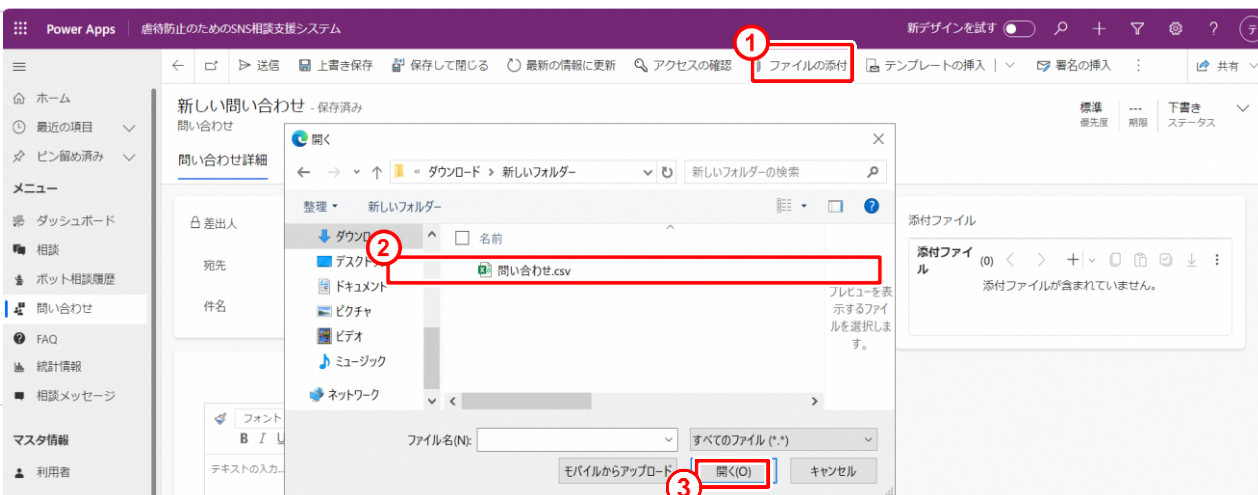 Power Apps 虐待防止のためのSNS相談支援システム 新デザインを試す
送信 上書き保存 保存して閉じる 最新の情報に更新 アクセスの確認 ファイルの添付 テンプレートの挿入 署名の挿入 共有
1
ホーム
最近の項目
ピン留め済み
メニュー
ダッシュボード
相談
ボット相談履歴
問い合わせ
FAQ
統計情報
相談メッセージ
マスタ情報
利用者
新しい問い合わせ - 保存済み
問い合わせ
標準 --- 下書き
優先度 期限 ステータス
問い合わせ詳細
差出人
宛先
件名
フォント
B I U
テキストの入力...
開く
« ダウンロード › 新しいフォルダー 新しいフォルダーの検索
整理 新しいフォルダー
2
デスクト
ドキュメント
ピクチャ
ビデオ
ミュージック
ネットワーク
名前
問い合わせ.csv
プレビューを表
示するファイ
ルを選択しま
す。
ファイル名(N): すべてのファイル (*.*)
モバイルからアップロード 開く(O) キャンセル
3
添付ファイル
添付ファイ
ル (0)
添付ファイルが含まれていません。